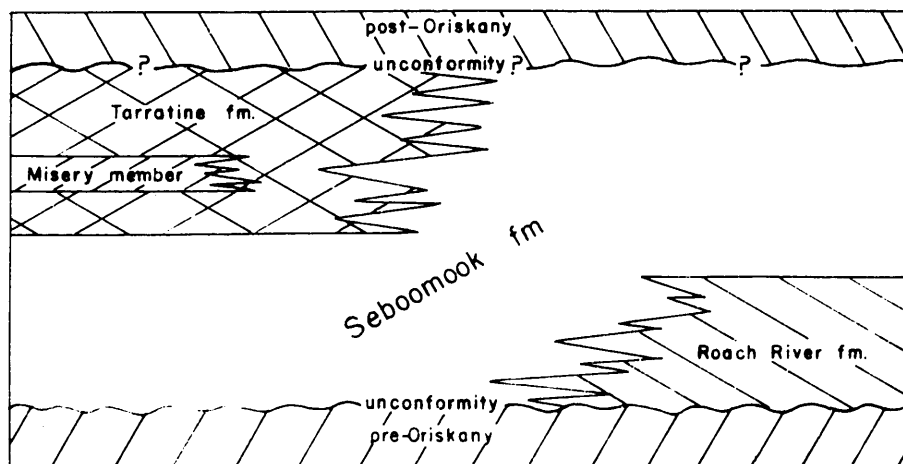 post-Oriskany
? unconformity ? ?
Tarratine fm.
Misery member
Seboomook fm
Roach River fm.
unconformity
pre-Oriskany